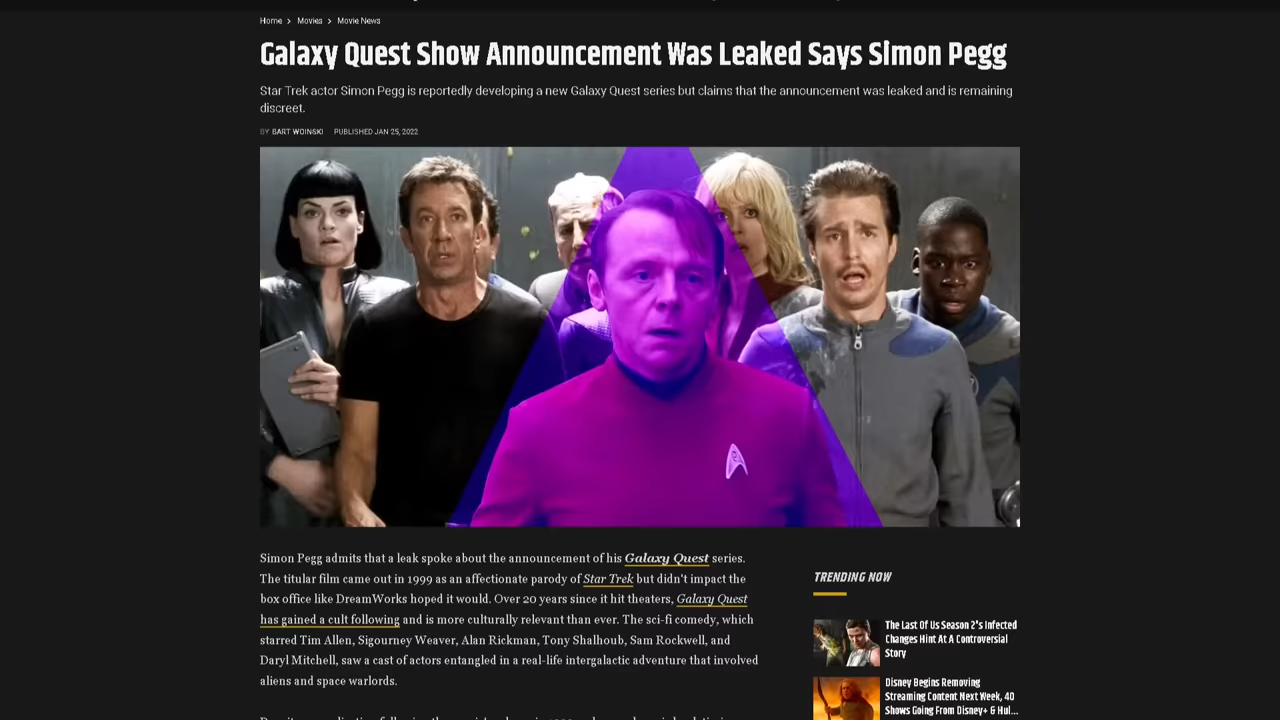 Home > Movies > Movie News
Galaxy Quest Show Announcement Was Leaked Says Simon Pegg
Star Trek actor Simon Pegg is reportedly developing a new Galaxy Quest series but claims that the announcement was leaked and is remaining
discreet.
BY BART WOINSKI PUBLISHED JAN 25, 2022
Simon Pegg admits that a leak spoke about the announcement of his Galaxy Quest series.
The titular film came out in 1999 as an affectionate parody of Star Trek but didn't impact the
box office like DreamWorks hoped it would. Over 20 years since it hit theaters, Galaxy Quest
has gained a cult following and is more culturally relevant than ever. The sci-fi comedy, which
starred Tim Allen, Sigourney Weaver, Alan Rickman, Tony Shalhoub, Sam Rockwell, and
Daryl Mitchell, saw a cast of actors entangled in a real-life intergalactic adventure that involved
aliens and space warlords.
TRENDING NOW
The Last Of Us Season 2's Infected
Changes Hint At A Controversial
Story
Disney Begins Removing
Streaming Content Next Week, 40
Shows Going From Disney+ & Hul...